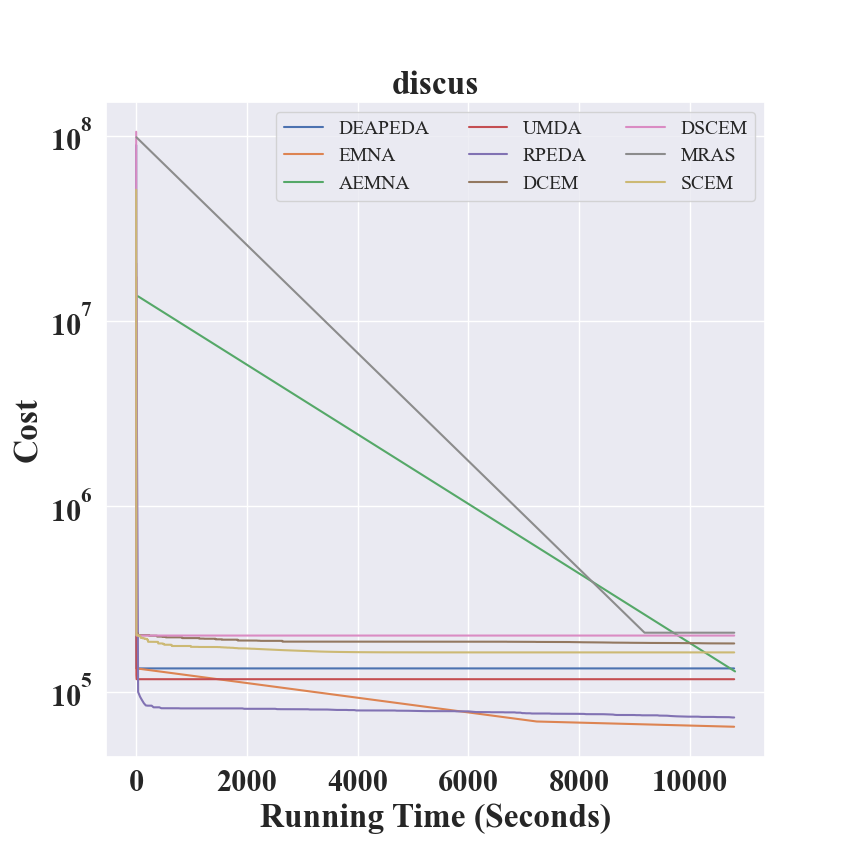 discus
DEAPEDA UMDA DSCEM
EMNA RPEDA MRAS
AEMNA DCEM SCEM
10^8
10^7
10^6
10^5
Cost
0 2000 4000 6000 8000 10000
Running Time (Seconds)